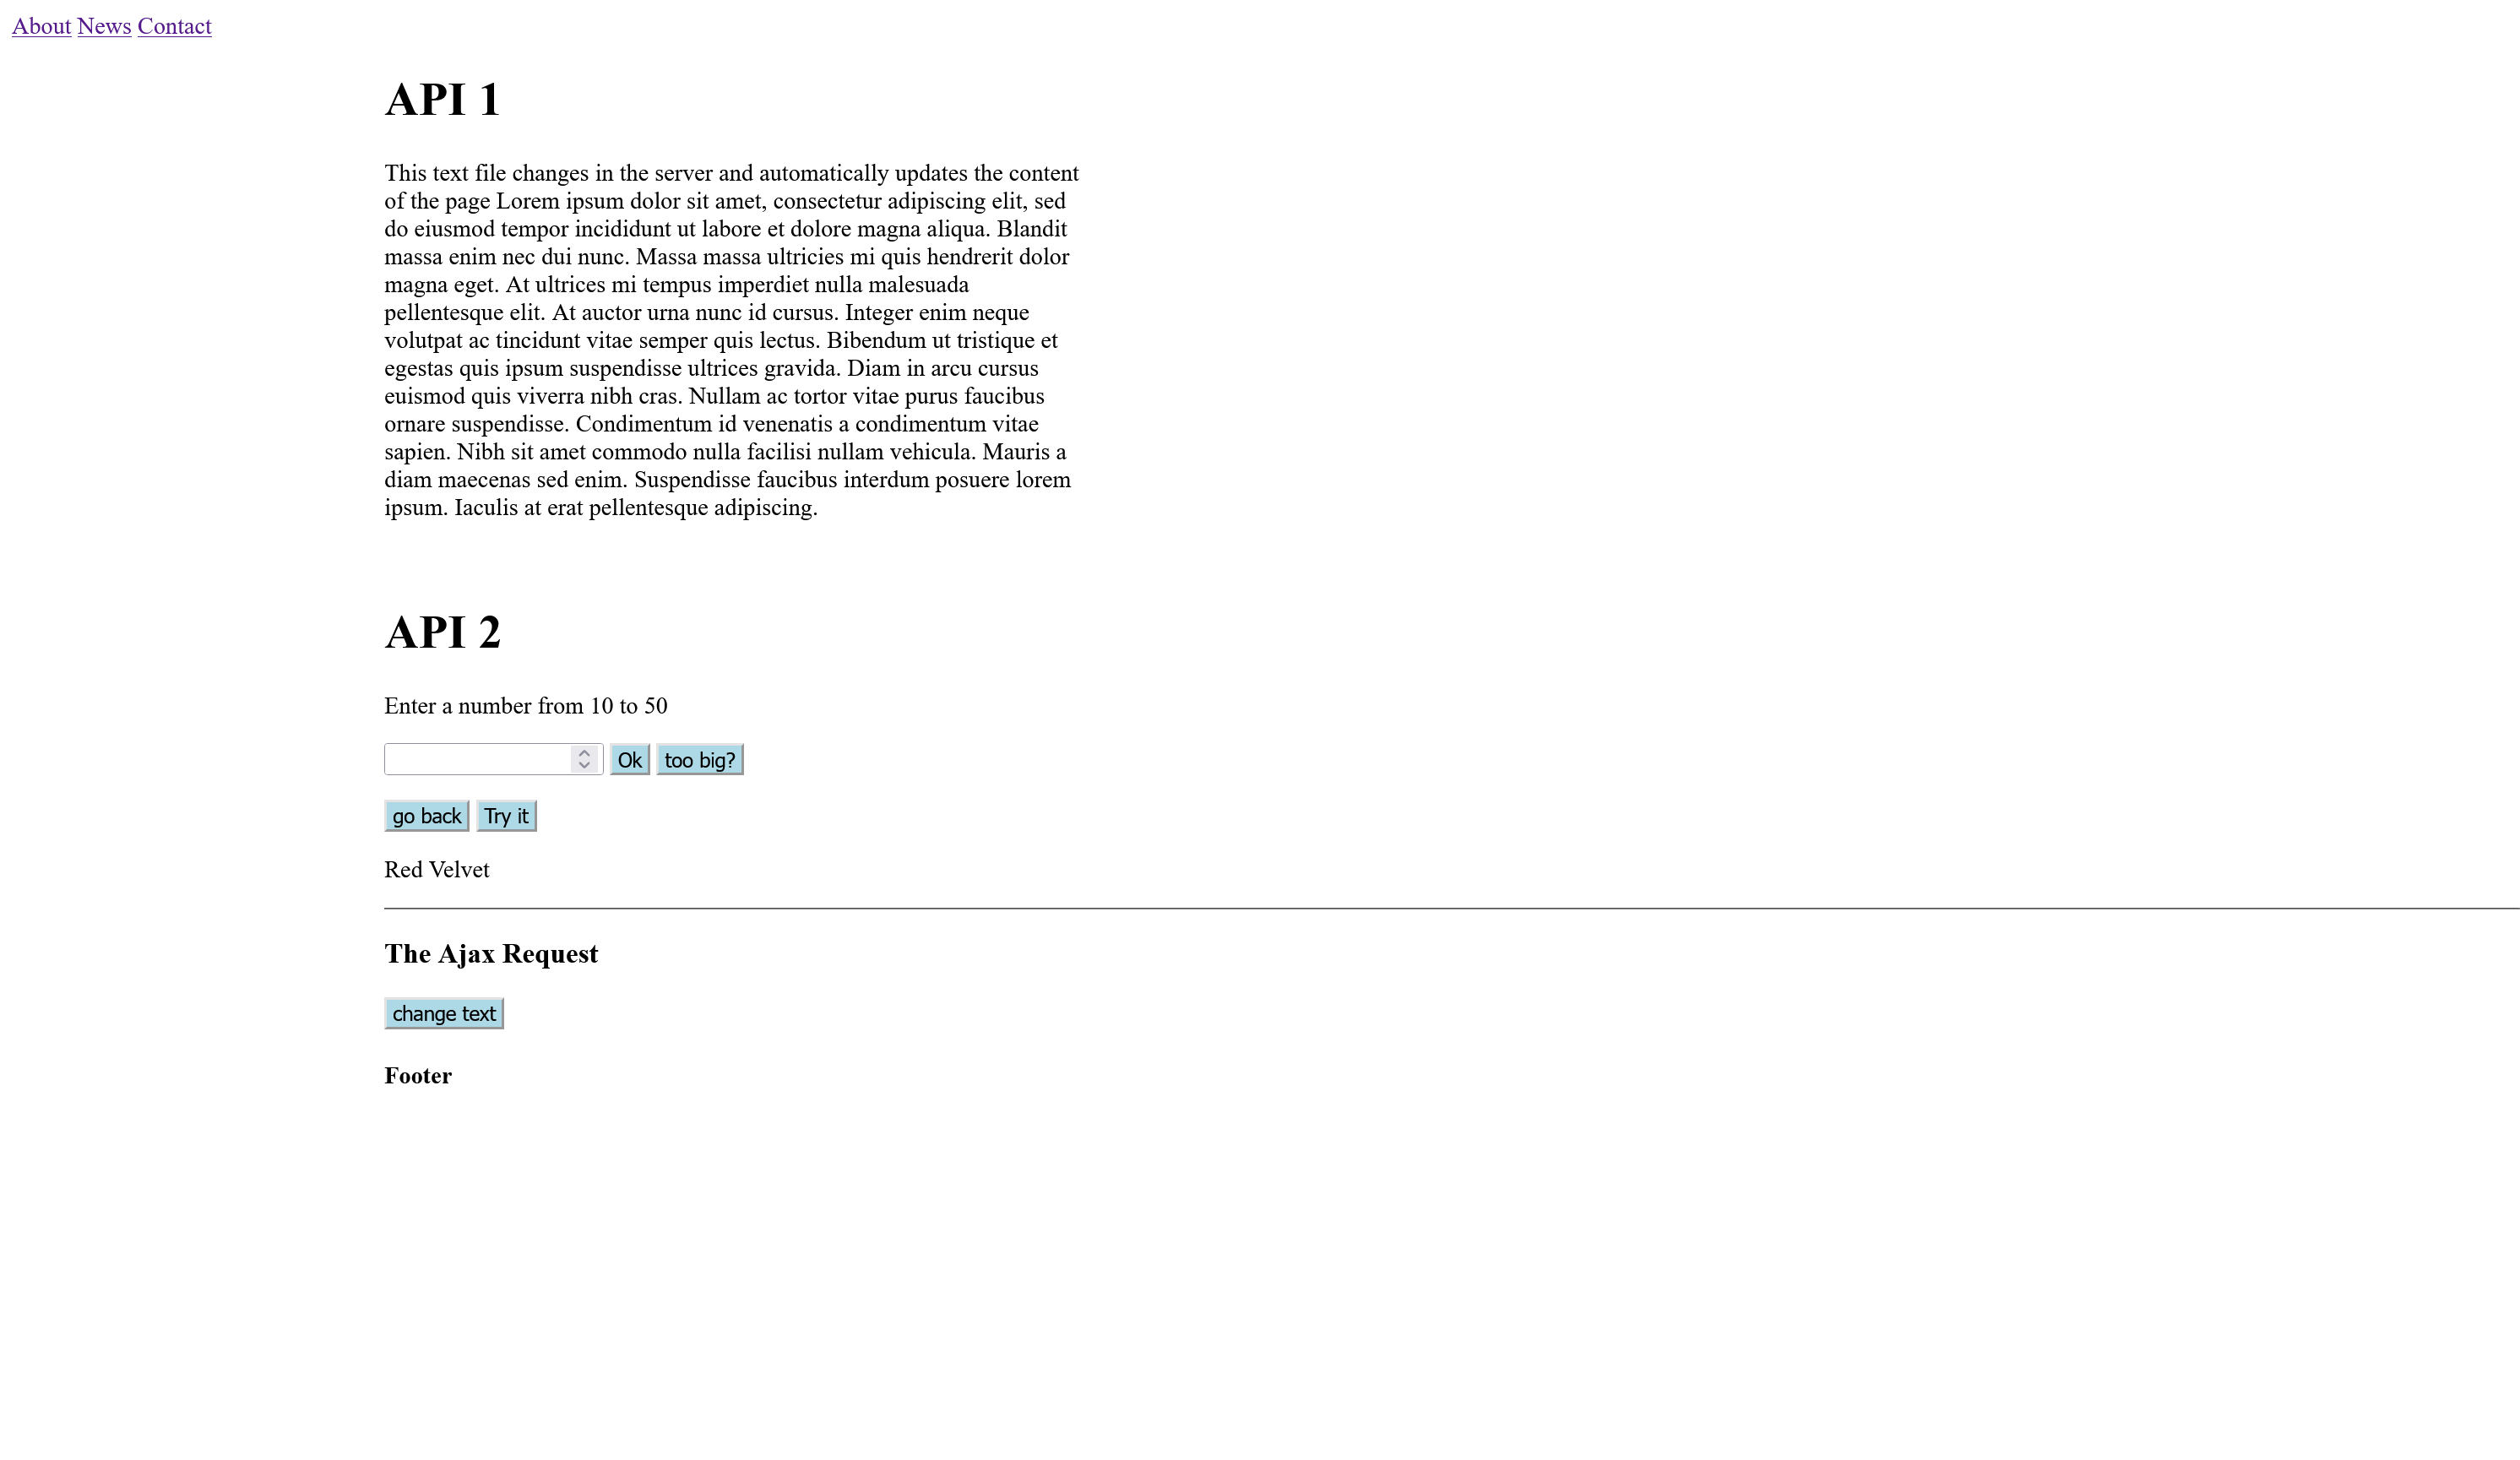 About News Contact
API 1
This text file changes in the server and automatically updates the content
of the page Lorem ipsum dolor sit amet, consectetur adipiscing elit, sed
do eiusmod tempor incididunt ut labore et dolore magna aliqua. Blandit
massa enim nec dui nunc. Massa massa ultricies mi quis hendrerit dolor
magna eget. At ultrices mi tempus imperdiet nulla malesuada
pellentesque elit. At auctor urna nunc id cursus. Integer enim neque
volutpat ac tincidunt vitae semper quis lectus. Bibendum ut tristique et
egestas quis ipsum suspendisse ultrices gravida. Diam in arcu cursus
euismod quis viverra nibh cras. Nullam ac tortor vitae purus faucibus
ornare suspendisse. Condimentum id venenatis a condimentum vitae
sapien. Nibh sit amet commodo nulla facilisi nullam vehicula. Mauris a
diam maecenas sed enim. Suspendisse faucibus interdum posuere lorem
ipsum. Iaculis at erat pellentesque adipiscing.
API 2
Enter a number from 10 to 50
Ok too big?
go back Try it
Red Velvet
The Ajax Request
change text
Footer